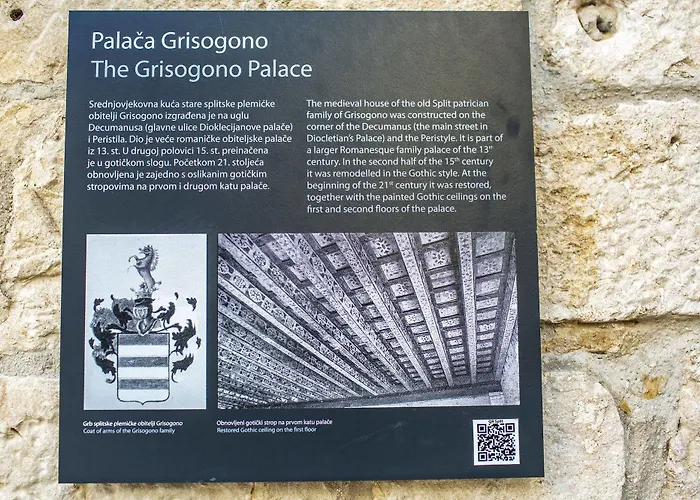 Palača Grisogono
The Grisogono Palace
Srednjovjekovna kuća stare splitske plemičke
obitelji Grisogono izgrađena je na uglu
Decumanusa (glavne ulice Dioklecijanove palače)
i Peristila. Dio je veće romaničke obiteljske palače
iz 13. st. U drugoj polovici 15. st. preinačena
je u gotičkom slogu. Početkom 21. stoljeća
obnovljena je zajedno s oslikanim gotičkim
stropovima na prvom i drugom katu palače.
The medieval house of the old Split patrician
family of Grisogono was constructed on the
corner of the Decumanus (the main street in
Diocletian's Palace) and the Peristyle. It is part of
a larger Romanesque family palace of the 13th
century. In the second half of the 15th century
it was remodelled in the Gothic style. At the
beginning of the 21st century it was restored,
together with the painted Gothic ceilings on the
first and second floors of the palace.
Grb splitske plemičke obitelji Grisogono
Coat of arms of the Grisogono family
Obnovljeni gotički strop na prvom katu palače
Restored Gothic ceiling on the first floor